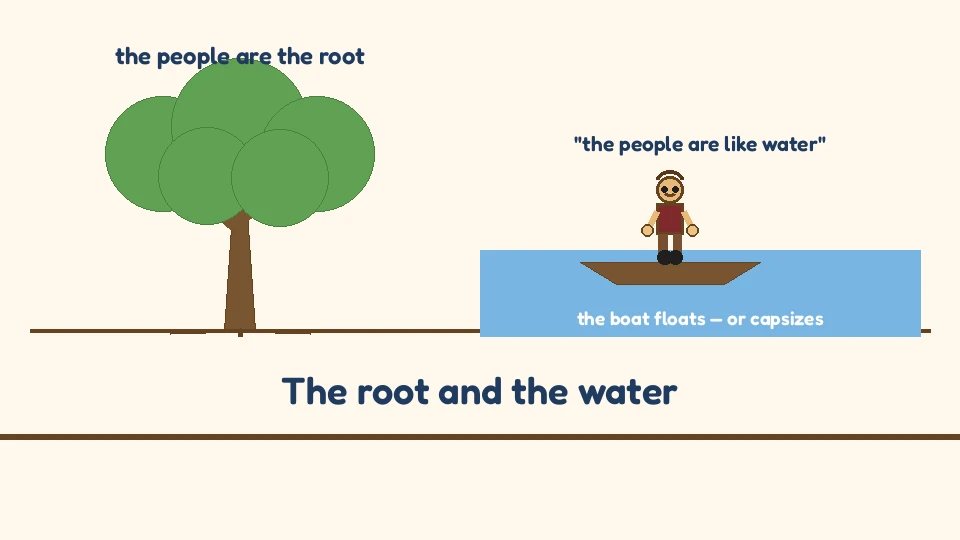 the people are the root
"the people are like water"
the boat floats — or capsizes
The root and the water